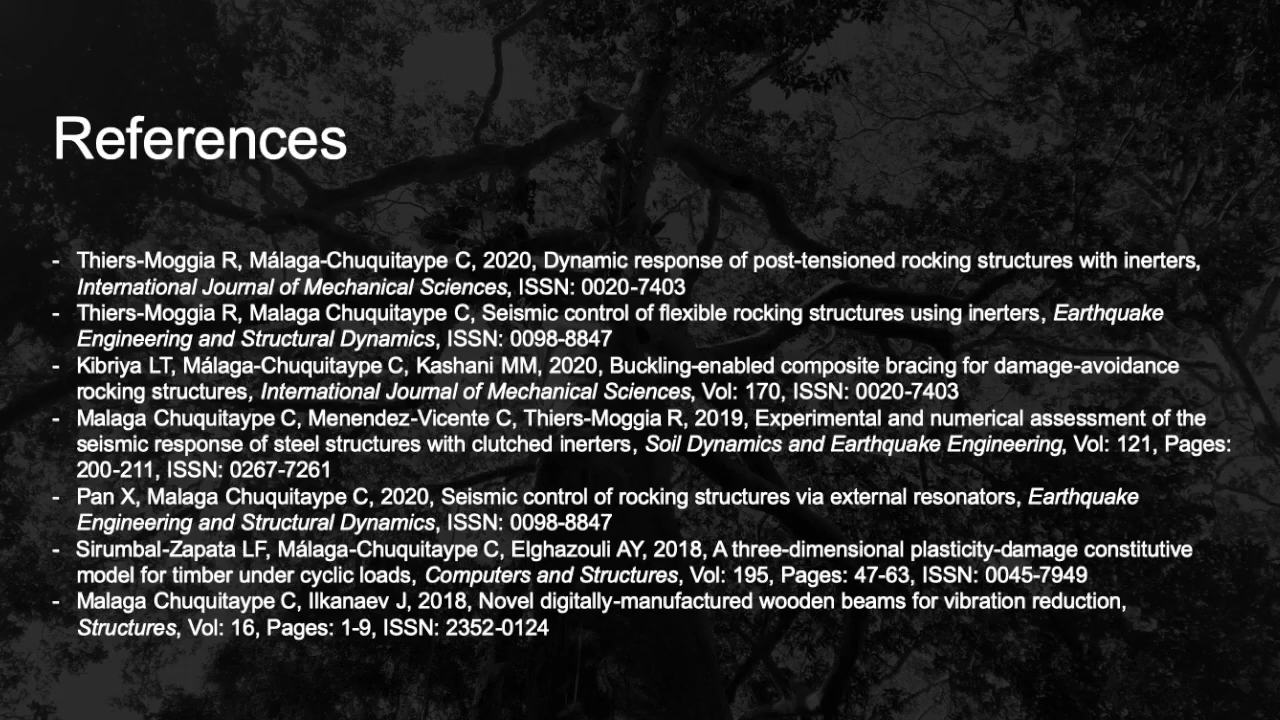 References
- Thiers-Moggia R, Málaga-Chuquitaype C, 2020, Dynamic response of post-tensioned rocking structures with inerters,
International Journal of Mechanical Sciences, ISSN: 0020-7403
- Thiers-Moggia R, Malaga Chuquitaype C, Seismic control of flexible rocking structures using inerters, Earthquake
Engineering and Structural Dynamics, ISSN: 0098-8847
- Kibriya LT, Málaga-Chuquitaype C, Kashani MM, 2020, Buckling-enabled composite bracing for damage-avoidance
rocking structures, International Journal of Mechanical Sciences, Vol: 170, ISSN: 0020-7403
- Malaga Chuquitaype C, Menendez-Vicente C, Thiers-Moggia R, 2019, Experimental and numerical assessment of the
seismic response of steel structures with clutched inerters, Soil Dynamics and Earthquake Engineering, Vol: 121, Pages:
200-211, ISSN: 0267-7261
- Pan X, Malaga Chuquitaype C, 2020, Seismic control of rocking structures via external resonators, Earthquake
Engineering and Structural Dynamics, ISSN: 0098-8847
- Sirumbal-Zapata LF, Málaga-Chuquitaype C, Elghazouli AY, 2018, A three-dimensional plasticity-damage constitutive
model for timber under cyclic loads, Computers and Structures, Vol: 195, Pages: 47-63, ISSN: 0045-7949
- Malaga Chuquitaype C, Ilkanaev J, 2018, Novel digitally-manufactured wooden beams for vibration reduction,
Structures, Vol: 16, Pages: 1-9, ISSN: 2352-0124